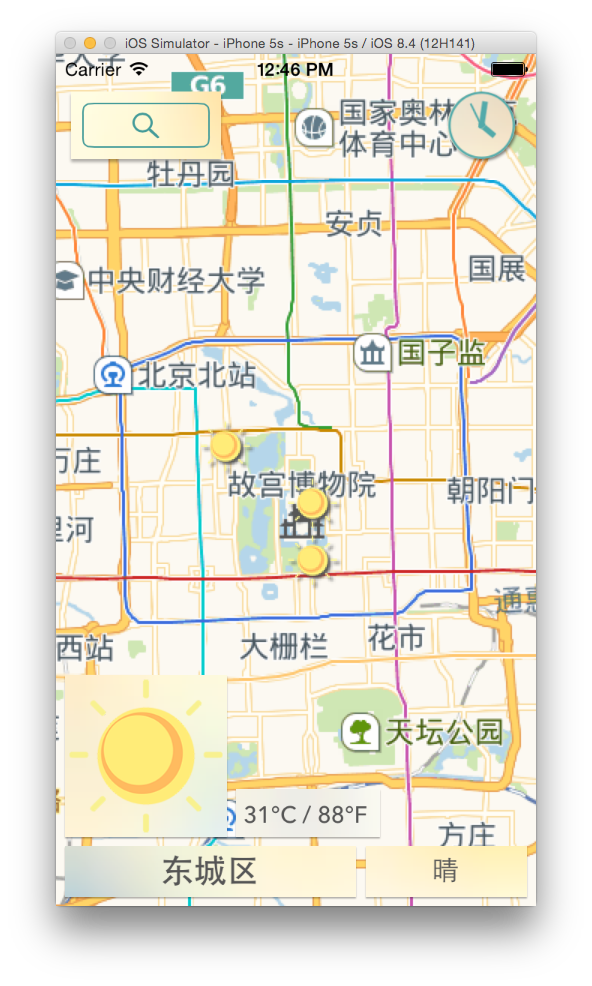 iOS Simulator - iPhone 5s - iPhone 5s / iOS 8.4 (12H141)
Carrier
12:46 PM
G6
国家奥林
体育中心
牡丹园
安贞
国展
中央财经大学
国子监
北京北站
万庄
故宫博物院
朝阳门
里河
西站
大栅栏
花市
天坛公园
31°C / 88°F
方庄
东城区
晴